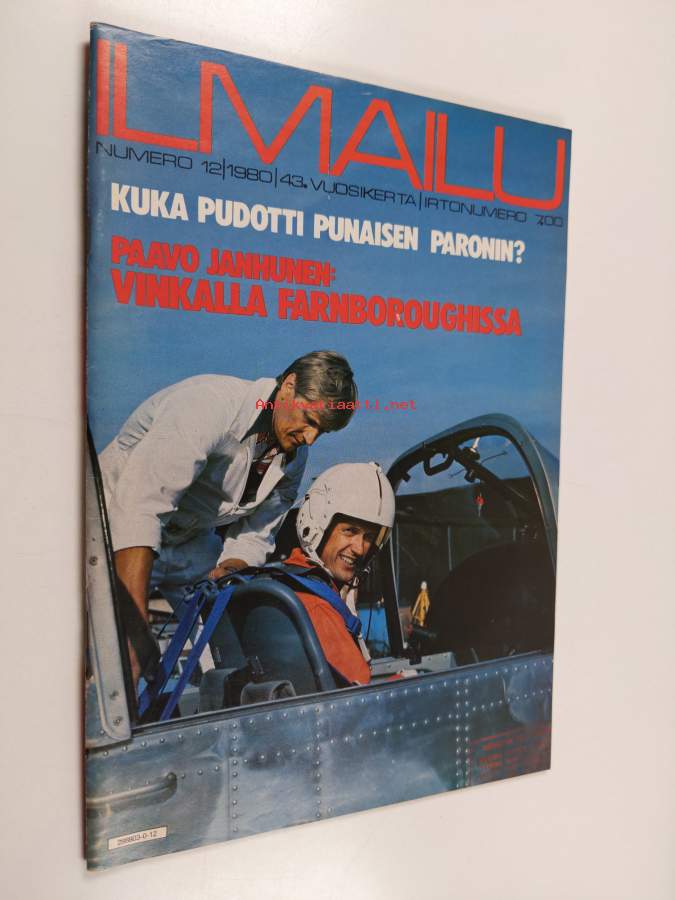 ILMAILU
NUMERO 12|1980|43. VUOSIKERTA|IRTONUMERO 7,00
KUKA PUDOTTI PUNAISEN PARONIN?
PAAVO JANHUNEN:
VINKALLA FARNBOROUGHISSA
Antikvariaatti.net
298803-0-12